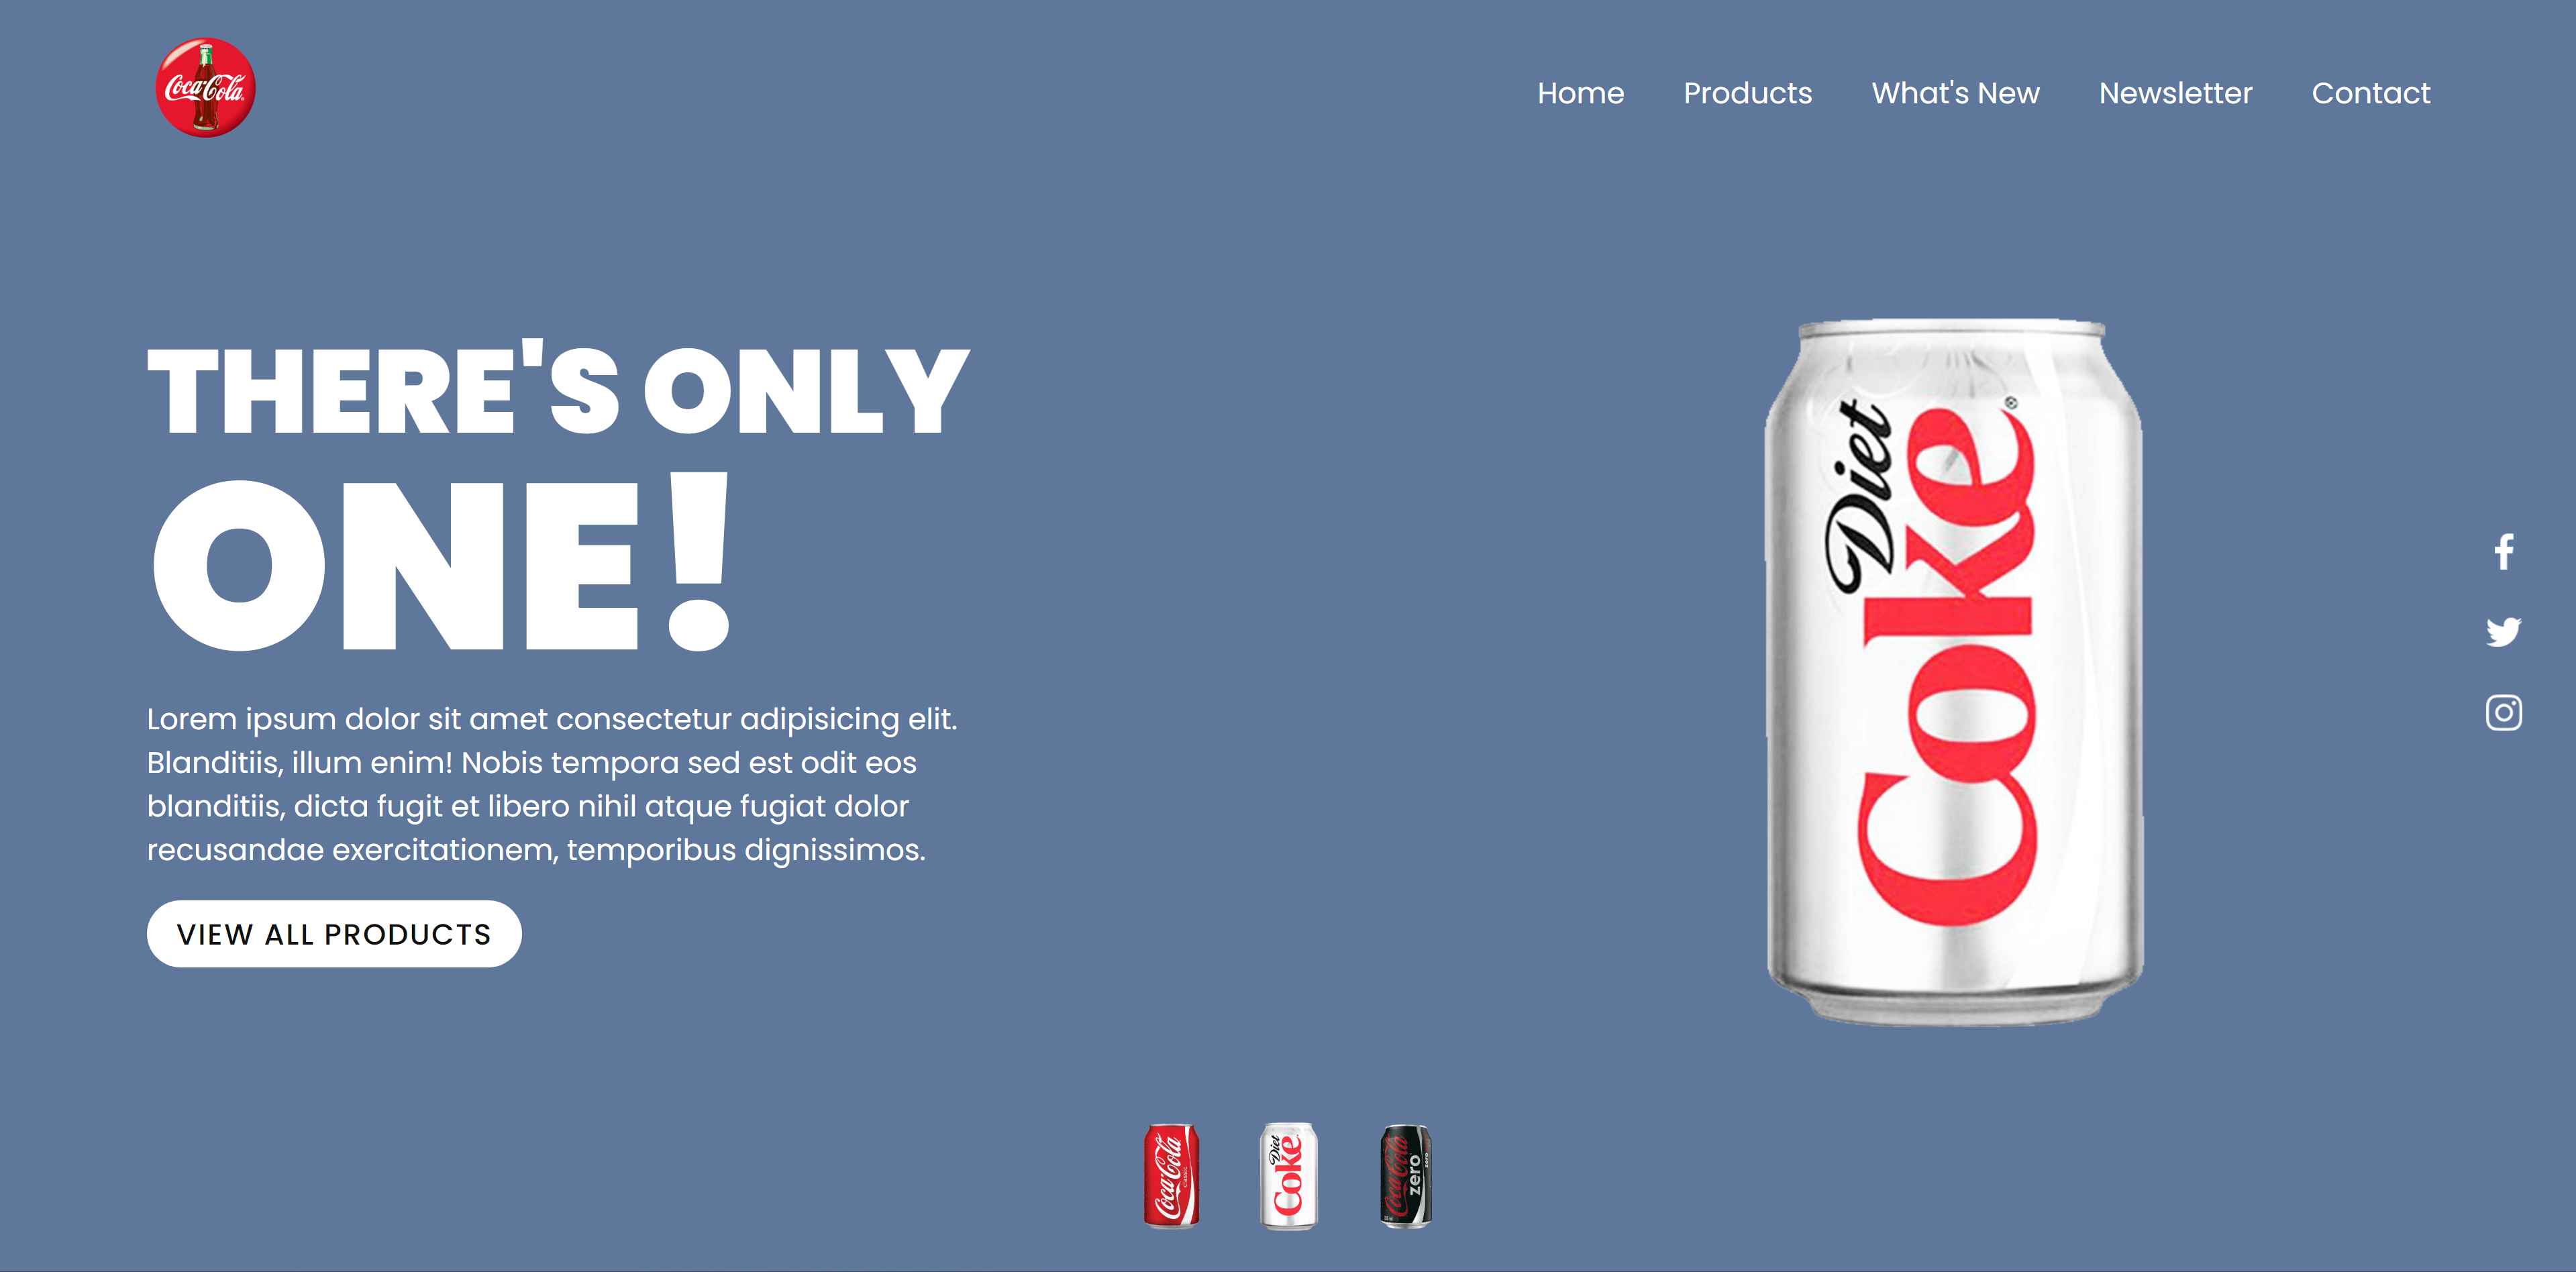 Coca-Cola
Home Products What's New Newsletter Contact
THERE'S ONLY
ONE!
Lorem ipsum dolor sit amet consectetur adipisicing elit.
Blanditiis, illum enim! Nobis tempora sed est odit eos
blanditiis, dicta fugit et libero nihil atque fugiat dolor
recusandae exercitationem, temporibus dignissimos.
VIEW ALL PRODUCTS
Diet
Coke®
Coca-Cola
classic
Diet
Coke
Coca-Cola
zero
zero